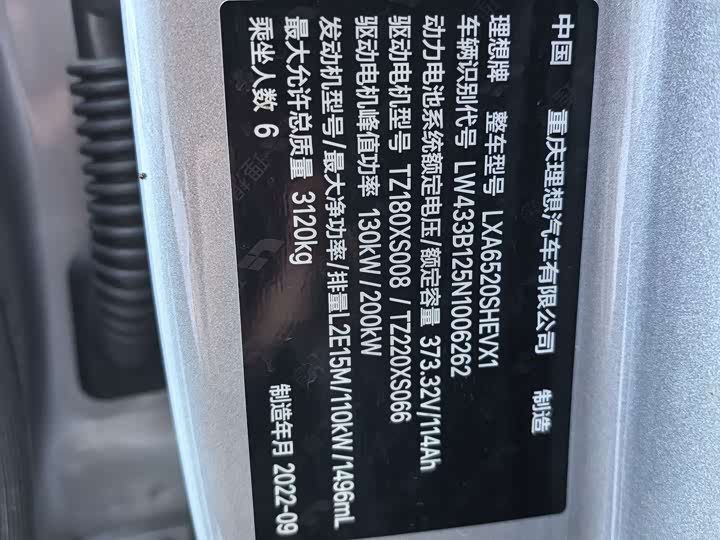 中国 重庆理想汽车有限公司 制造
理想牌 整车型号 LXA6520SHEVX1
车辆识别代号 LW433B125N1006262
动力电池系统额定电压/额定容量 373.32V/114Ah
驱动电机型号 TZ180XS008 / TZ220XS066
驱动电机峰值功率 130kW/200kW
发动机型号/最大净功率/排量L2E15M/110kW/1496mL
最大允许总质量 3120kg
乘坐人数 6 制造年月 2022-09